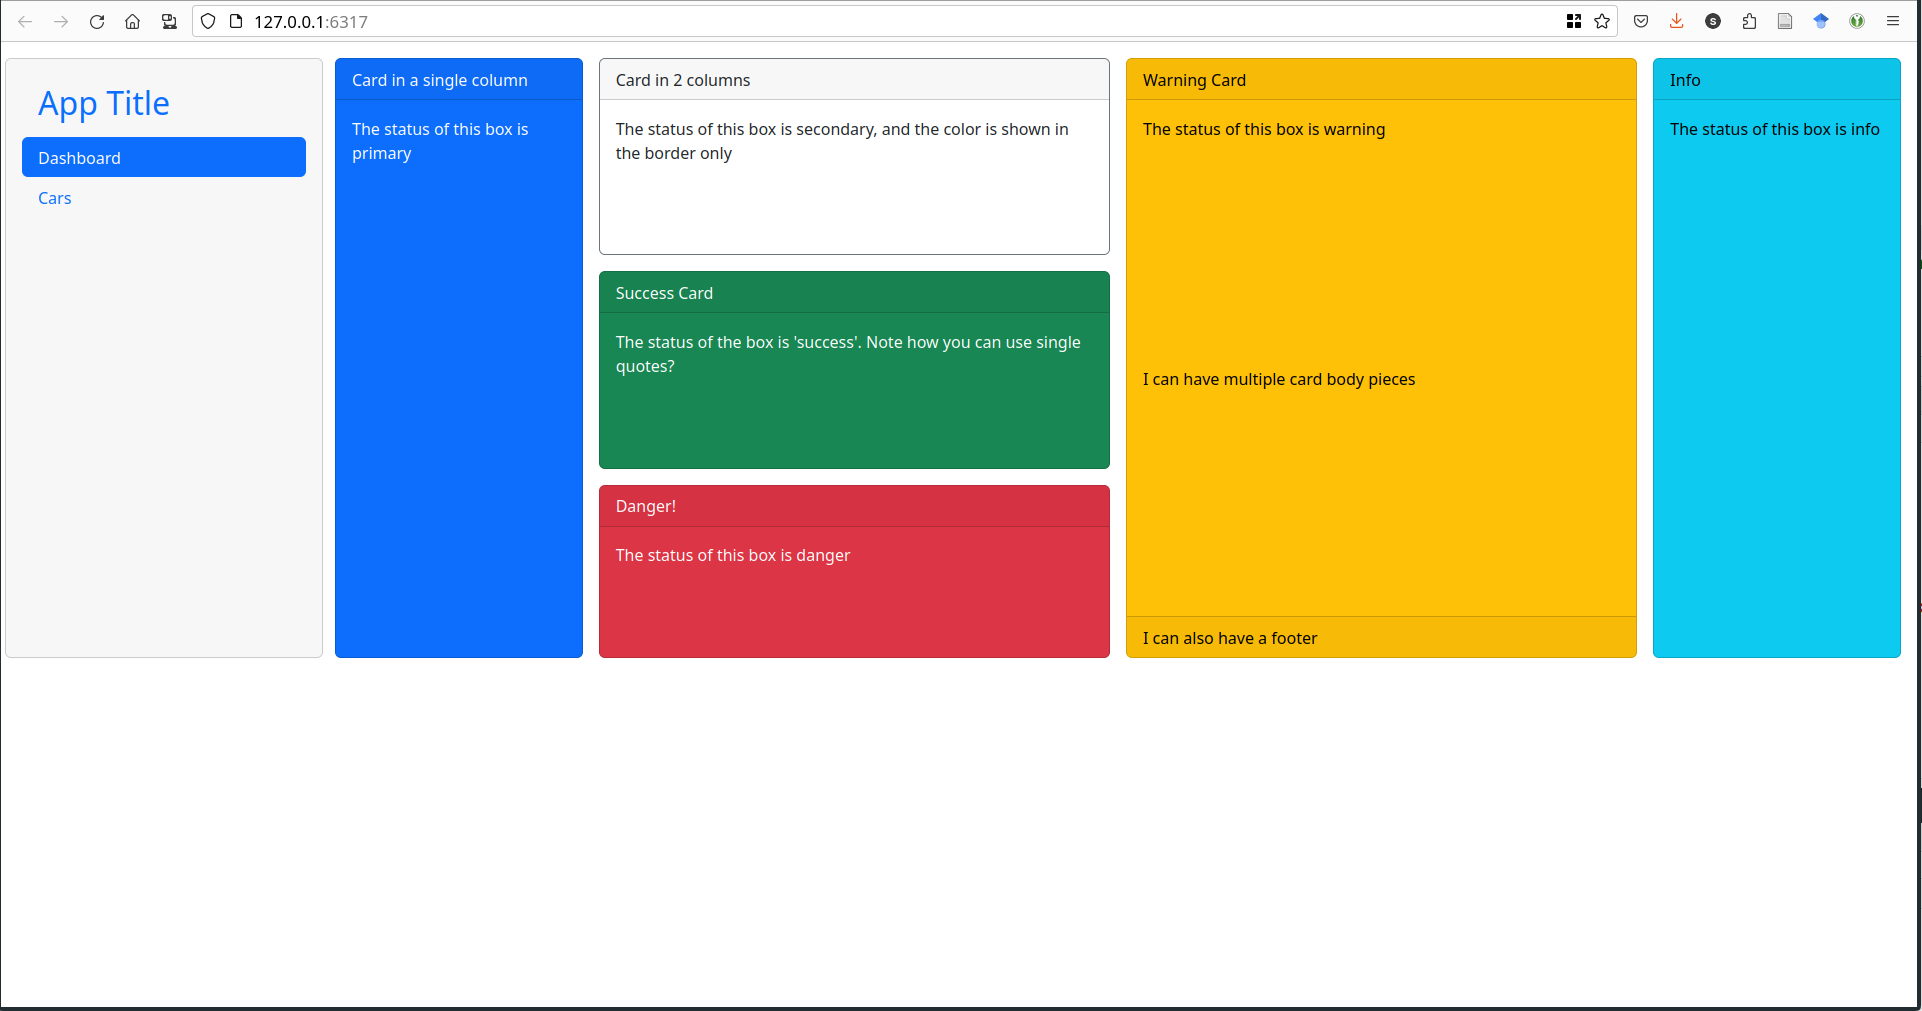 127.0.0.1:6317
App Title
Dashboard
Cars
Card in a single column
The status of this box is
primary
Card in 2 columns
The status of this box is secondary, and the color is shown in
the border only
Success Card
The status of the box is 'success'. Note how you can use single
quotes?
Danger!
The status of this box is danger
Warning Card
The status of this box is warning
I can have multiple card body pieces
I can also have a footer
Info
The status of this box is info